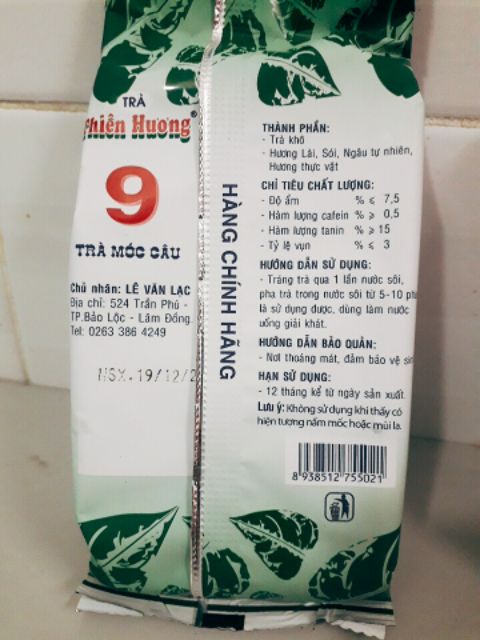 TRÀ
Thiên Hương®
9
TRÀ MÓC CÂU
Chủ nhân: LÊ VĂN LẠC
Địa chỉ: 524 Trần Phú -
TP.Bảo Lộc - Lâm Đồng.
Tel: 0263 386 4249
NSX.19/12/2
HÀNG CHÍNH HÃNG
THÀNH PHẦN:
- Trà khô
- Hương Lài, Sói, Ngâu tự nhiên,
Hương thực vật
CHỈ TIÊU CHẤT LƯỢNG:
- Độ ẩm % ≤ 7,5
- Hàm lượng cafein % ≥ 0,5
- Hàm lượng tanin % ≥ 15
- Tỷ lệ vụn % ≤ 3
HƯỚNG DẪN SỬ DỤNG:
- Tráng trà qua 1 lần nước sôi,
pha trà trong nước sôi từ 5-10 ph
là sử dụng được, dùng làm nước
uống giải khát.
HƯỚNG DẪN BẢO QUẢN:
- Nơi thoáng mát, đảm bảo vệ sin
HẠN SỬ DỤNG:
- 12 tháng kể từ ngày sản xuất.
Lưu ý: Không sử dụng khi thấy có
hiện tượng nấm mốc hoặc mùi lạ.
8 938512 755021